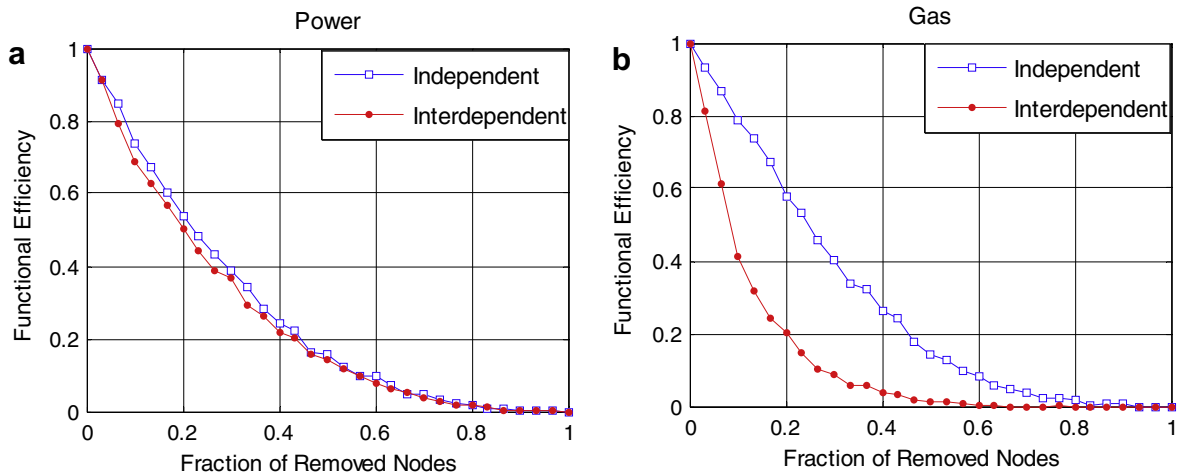 Power
a
1
0.8
0.6
0.4
0.2
0
0 0.2 0.4 0.6 0.8 1
Functional Efficiency
Fraction of Removed Nodes
Independent
Interdependent
Gas
b
1
0.8
0.6
0.4
0.2
0
0 0.2 0.4 0.6 0.8 1
Functional Efficiency
Fraction of Removed Nodes
Independent
Interdependent